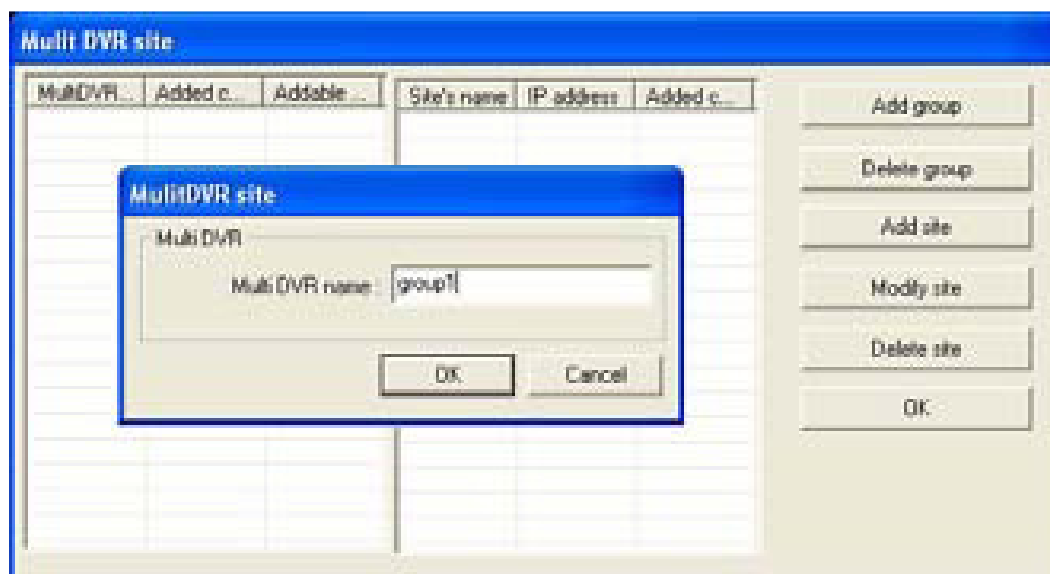 Mulit DVR site
MultiDVR... Added c... Addable ... Site's name IP address Added c...
Add group
Delete group
Add site
Modify site
Delete site
OK
MulitDVR site
Multi DVR
Multi DVR name : group1
OK Cancel